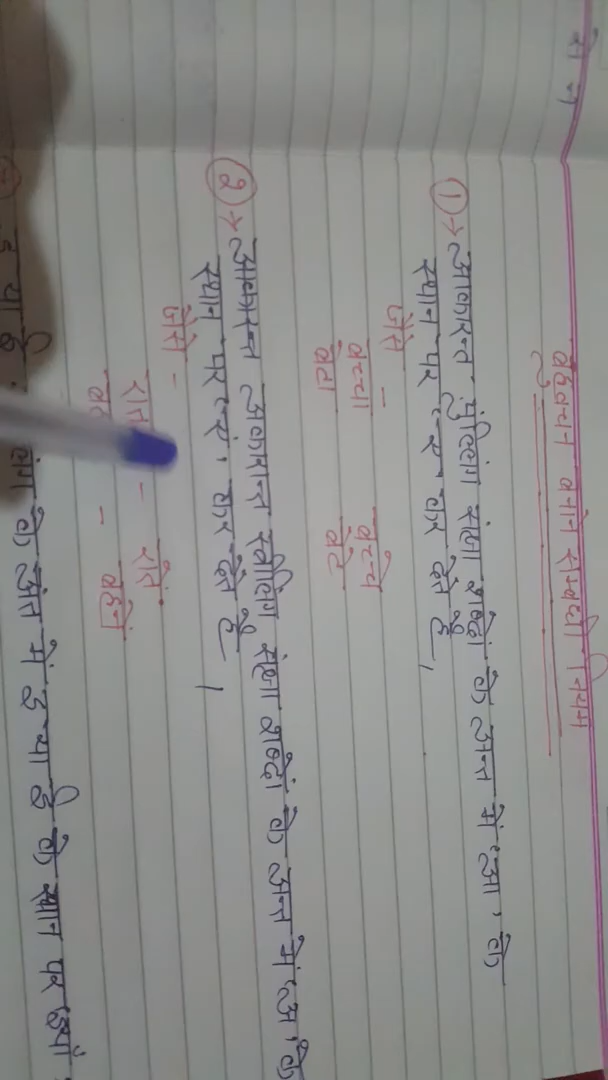 बहुवचन बनाने सम्बन्धी नियम
① → आकारान्त पुल्लिंग संज्ञा शब्दों के अन्त में 'आ' के
स्थान पर 'ए' कर देते है,
जैसे -
बच्चा बच्चे
बेटा बेटे
② → अकारान्त स्त्रीलिंग संज्ञा शब्दों के अन्त में 'अ' के
स्थान पर 'एं' कर देते है,
जैसे -
रात - रातें
- बहनें
इ या ई के अंत में इ या ई के स्थान पर इयाँ